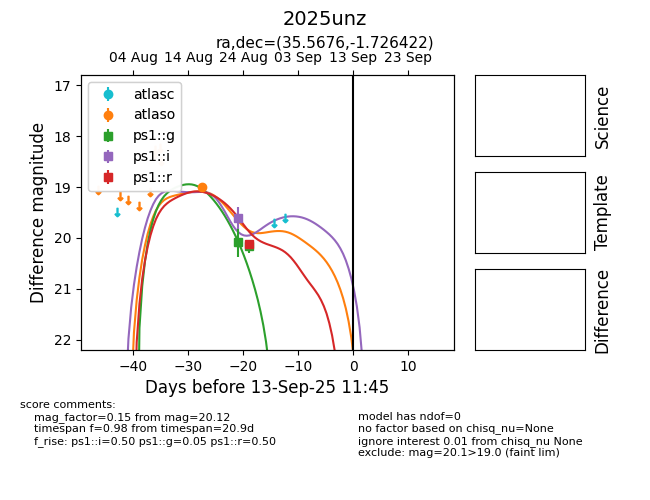 2025unz
ra,dec=(35.5676,-1.726422)
04 Aug 14 Aug 24 Aug 03 Sep 13 Sep 23 Sep
17
18
19
20
21
22
Difference magnitude
atlasc
atlaso
ps1::g
ps1::i
ps1::r
−40 −30 −20 −10 0 10
Days before 13-Sep-25 11:45
Science
Template
Difference
score comments:
mag_factor=0.15 from mag=20.12
timespan f=0.98 from timespan=20.9d
f_rise: ps1::i=0.50 ps1::g=0.05 ps1::r=0.50
model has ndof=0
no factor based on chisq_nu=None
ignore interest 0.01 from chisq_nu None
exclude: mag=20.1>19.0 (faint lim)